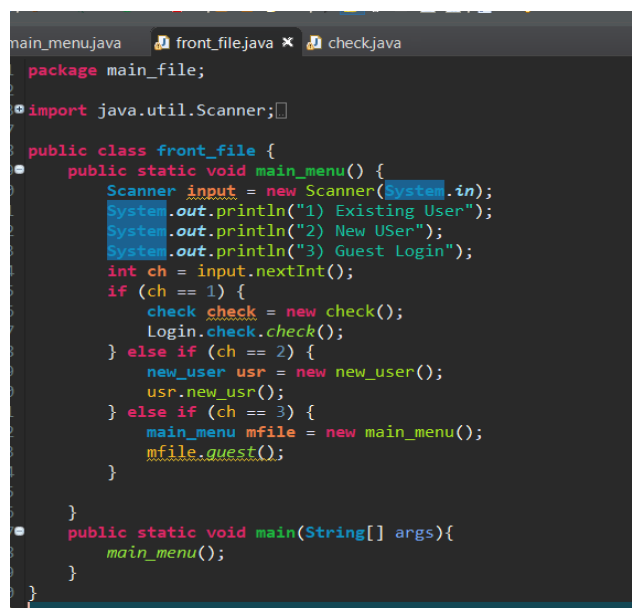 main_menu.java front_file.java check.java
package main_file;
import java.util.Scanner;
public class front_file {
public static void main_menu() {
Scanner input = new Scanner(System.in);
System.out.println("1) Existing User");
System.out.println("2) New USer");
System.out.println("3) Guest Login");
int ch = input.nextInt();
if (ch == 1) {
check check = new check();
Login.check.check();
} else if (ch == 2) {
new_user usr = new new_user();
usr.new_usr();
} else if (ch == 3) {
main_menu mfile = new main_menu();
mfile.guest();
}
}
public static void main(String[] args){
main_menu();
}
}